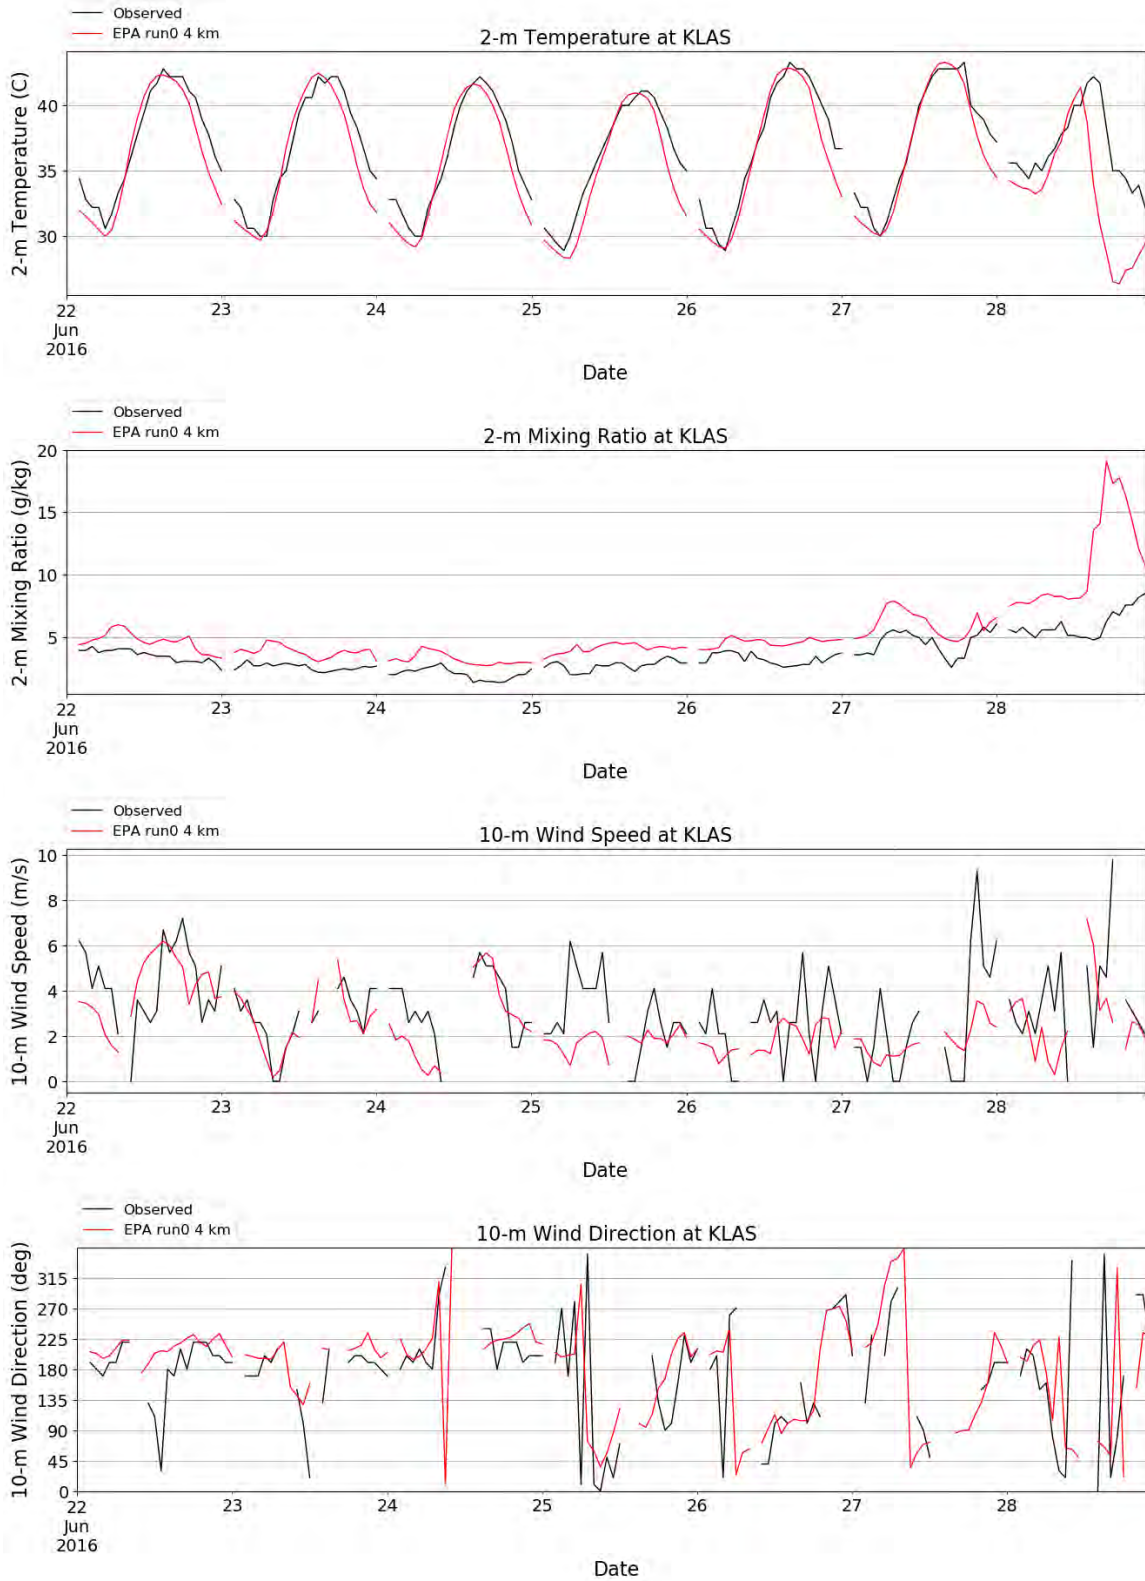 Observed
EPA run0 4 km
2-m Temperature at KLAS
2-m Temperature (C)
40
35
30
22 23 24 25 26 27 28
Jun
2016
Date
Observed
EPA run0 4 km
2-m Mixing Ratio at KLAS
2-m Mixing Ratio (g/kg)
20
15
10
5
22 23 24 25 26 27 28
Jun
2016
Date
Observed
EPA run0 4 km
10-m Wind Speed at KLAS
10-m Wind Speed (m/s)
10
8
6
4
2
0
22 23 24 25 26 27 28
Jun
2016
Date
Observed
EPA run0 4 km
10-m Wind Direction at KLAS
10-m Wind Direction (deg)
315
270
225
180
135
90
45
0
22 23 24 25 26 27 28
Jun
2016
Date